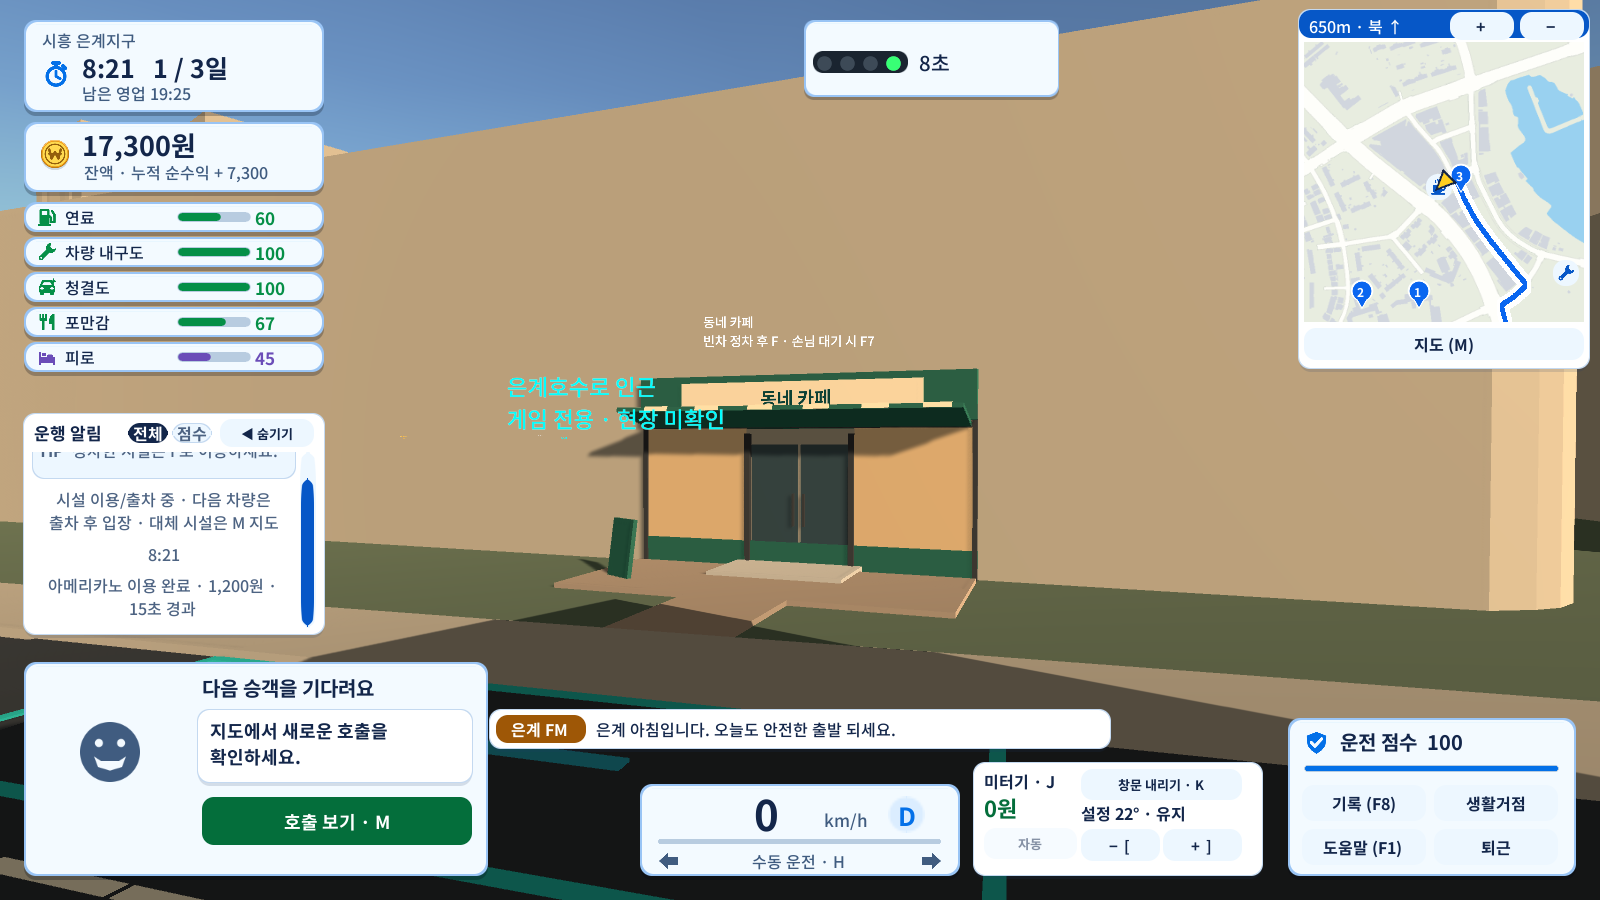 시흥 은계지구
8:21 1 / 3일
남은 영업 19:25
17,300원
잔액 · 누적 순수익 + 7,300
연료 60
차량 내구도 100
청결도 100
포만감 67
피로 45
운행 알림 전체 점수 ◀ 숨기기
시설 이용/출차 중 · 다음 차량은
출차 후 입장 · 대체 시설은 M 지도
8:21
아메리카노 이용 완료 · 1,200원 ·
15초 경과
다음 승객을 기다려요
지도에서 새로운 호출을
확인하세요.
호출 보기 · M
8초
동네 카페
빈차 정차 후 F · 손님 대기 시 F7
은계호수로 인근
게임 전용 · 현장 미확인
동네 카페
은계 FM 은계 아침입니다. 오늘도 안전한 출발 되세요.
0 km/h D
수동 운전 · H
미터기 · J
0원
자동
창문 내리기 · K
설정 22° · 유지
− [ + ]
650m · 북 ↑ + −
3
2 1
지도 (M)
운전 점수 100
기록 (F8) 생활거점
도움말 (F1) 퇴근